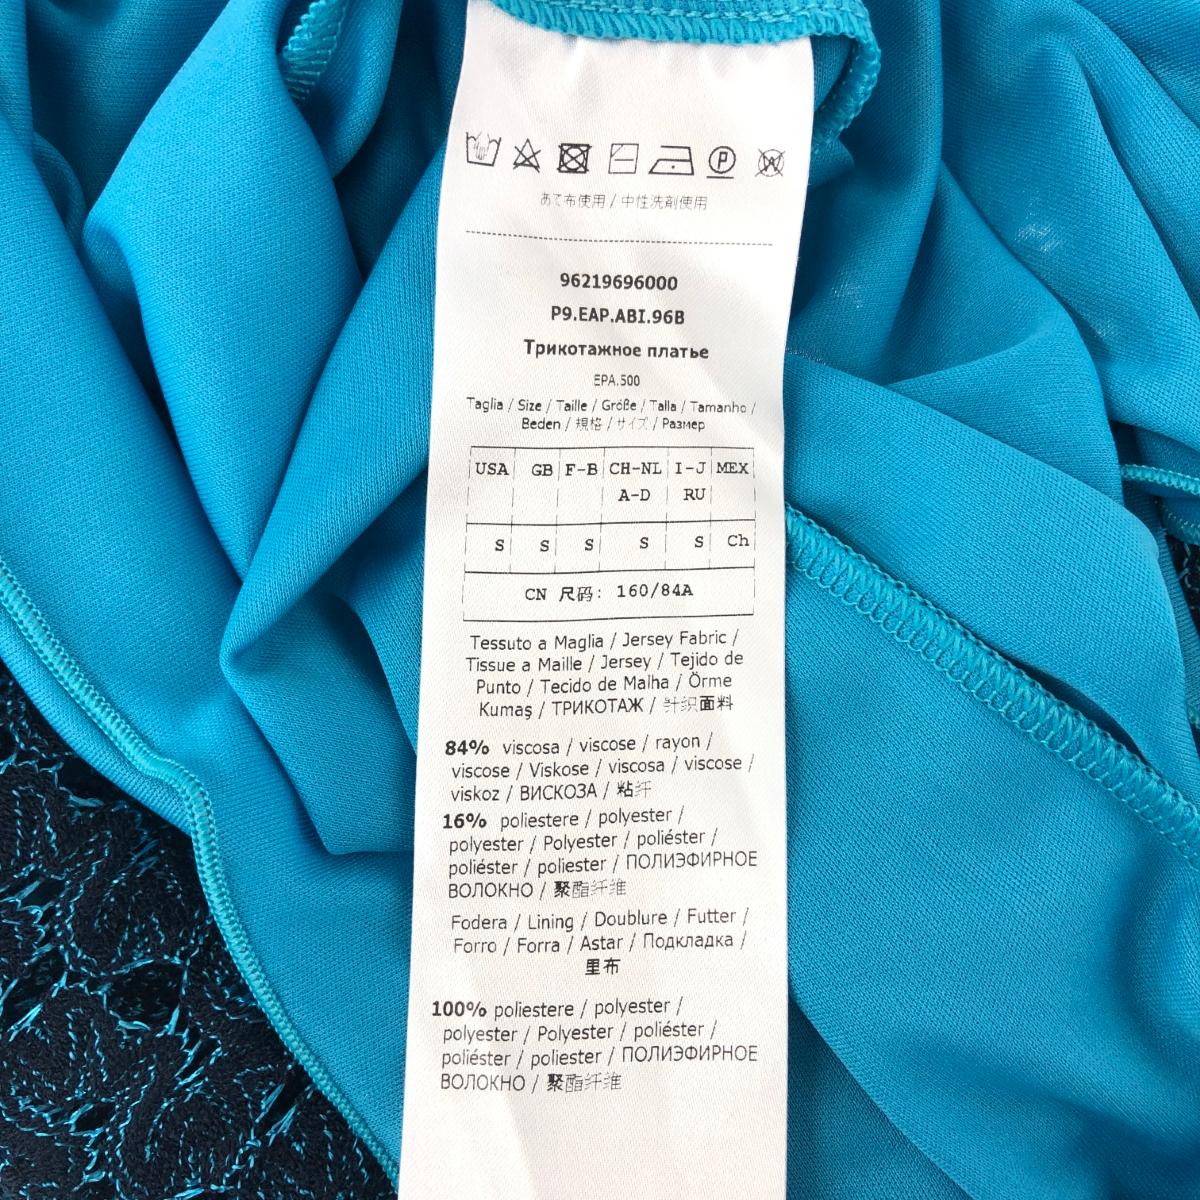 P W
あて布使用 / 中性洗剤使用
96219696000
P9.EAP.ABI.96B
Трикотажное платье
EPA.500
Taglia / Size / Taille / Größe / Talla / Tamanho /
Beden / 規格 / サイズ / Размер
USA GB F-B CH-NL I-J MEX
A-D RU
S S S S S Ch
CN 尺码: 160/84A
Tessuto a Maglia / Jersey Fabric /
Tissue a Maille / Jersey / Tejido de
Punto / Tecido de Malha / Örme
Kumaş / ТРИКОТАЖ / 针织面料
84% viscosa / viscose / rayon /
viscose / Viskose / viscosa / viscose /
viskoz / ВИСКОЗА / 粘纤
16% poliestere / polyester /
polyester / Polyester / poliéster /
poliéster / poliester / ПОЛИЭФИРНОЕ
ВОЛОКНО / 聚酯纤维
Fodera / Lining / Doublure / Futter /
Forro / Forra / Astar / Подкладка /
里布
100% poliestere / polyester /
polyester / Polyester / poliéster /
poliéster / poliester / ПОЛИЭФИРНОЕ
ВОЛОКНО / 聚酯纤维